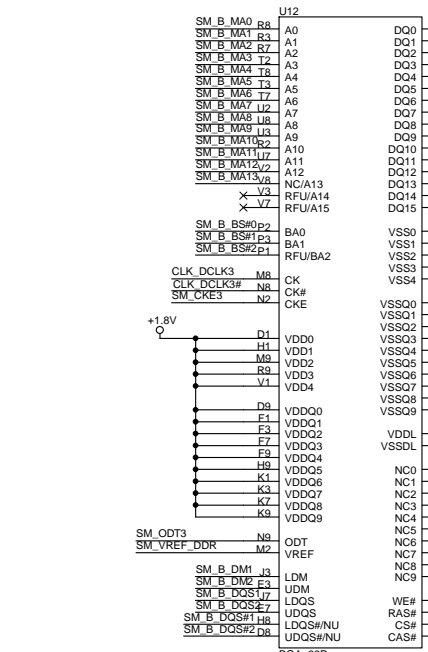 U12
SM_B_MA0 R8 A0 DQ0
SM_B_MA1 R3 A1 DQ1
SM_B_MA2 R7 A2 DQ2
SM_B_MA3 T2 A3 DQ3
SM_B_MA4 T8 A4 DQ4
SM_B_MA5 T3 A5 DQ5
SM_B_MA6 T7 A6 DQ6
SM_B_MA7 U2 A7 DQ7
SM_B_MA8 U8 A8 DQ8
SM_B_MA9 U3 A9 DQ9
SM_B_MA10 R2 A10 DQ10
SM_B_MA11 U7 A11 DQ11
SM_B_MA12 V2 A12 DQ12
SM_B_MA13 V8 NC/A13 DQ13
V3 RFU/A14 DQ14
V7 RFU/A15 DQ15
SM_B_BS#0 P2 BA0 VSS0
SM_B_BS#1 P3 BA1 VSS1
SM_B_BS#2 P1 RFU/BA2 VSS2
VSS3
CLK_DCLK3 M8 CK VSS4
CLK_DCLK3# N8 CK#
SM_CKE3 N2 CKE VSSQ0
VSSQ1
+1.8V VSSQ2
D1 VDD0 VSSQ3
H1 VDD1 VSSQ4
M9 VDD2 VSSQ5
R9 VDD3 VSSQ6
V1 VDD4 VSSQ7
VSSQ8
D9 VDDQ0 VSSQ9
F1 VDDQ1
F3 VDDQ2 VDDL
F7 VDDQ3 VSSDL
F9 VDDQ4
H9 VDDQ5 NC0
K1 VDDQ6 NC1
K3 VDDQ7 NC2
K7 VDDQ8 NC3
K9 VDDQ9 NC4
NC5
SM_ODT3 N9 ODT NC6
SM_VREF_DDR M2 VREF NC7
NC8
SM_B_DM1 J3 LDM NC9
SM_B_DM2 E3 UDM
SM_B_DQS1 J7 LDQS WE#
SM_B_DQS2 E7 UDQS RAS#
SM_B_DQS#1 H8 LDQS#/NU CS#
SM_B_DQS#2 D8 UDQS#/NU CAS#